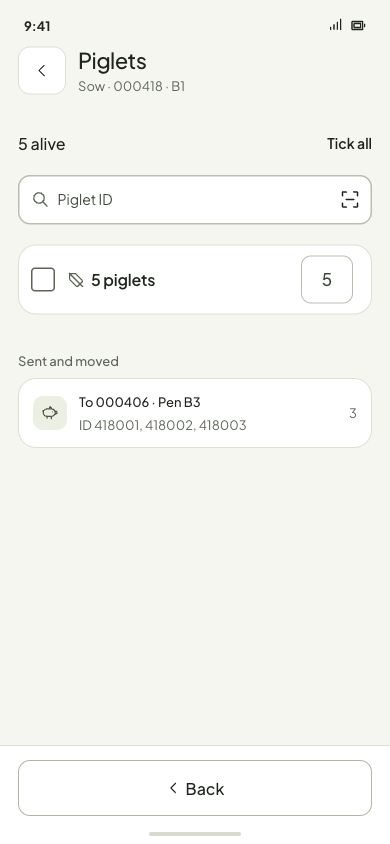 9:41
Piglets
Sow · 000418 · B1
5 alive
Tick all
Piglet ID
5 piglets
5
Sent and moved
To 000406 · Pen B3
3
ID 418001, 418002, 418003
Back